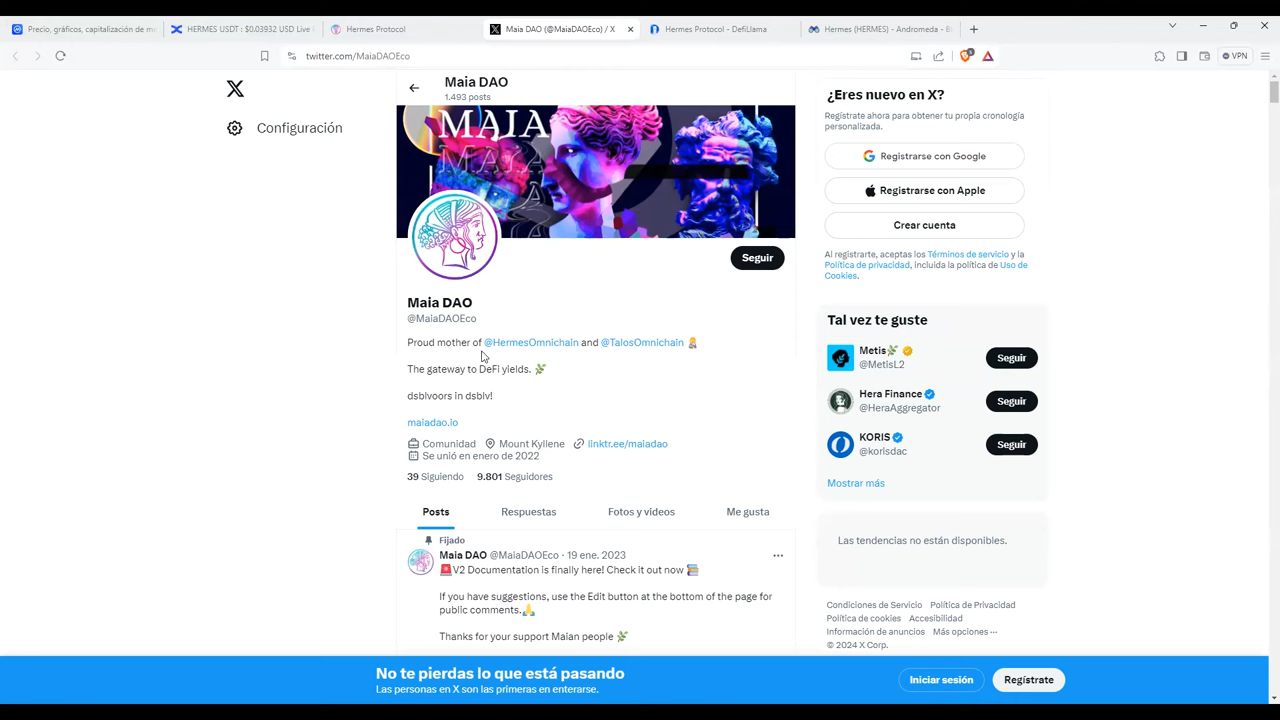 Precio, gráficos, capitalización de m
HERMES USDT : $0.03932 USD Live
Hermes Protocol
Maia DAO (@MaiaDAOEco) / X
Hermes Protocol - DefiLlama
Hermes (HERMES) - Andromeda -
twitter.com/MaiaDAOEco
VPN
Maia DAO
1.493 posts
MAIA
Configuración
Seguir
Maia DAO
@MaiaDAOEco
Proud mother of @HermesOmnichain and @TalosOmnichain
The gateway to DeFi yields. 🌿
dsblvoors in dsblv!
maiadao.io
Comunidad Mount Kyllene linktr.ee/maiadao
Se unió en enero de 2022
39 Siguiendo 9.801 Seguidores
Posts Respuestas Fotos y videos Me gusta
Fijado
Maia DAO @MaiaDAOEco · 19 ene. 2023
🚨V2 Documentation is finally here! Check it out now 📚
If you have suggestions, use the Edit button at the bottom of the page for
public comments.🙏
Thanks for your support Maian people 🌿
¿Eres nuevo en X?
Regístrate ahora para obtener tu propia cronología
personalizada.
Registrarse con Google
Registrarse con Apple
Crear cuenta
Al registrarte, aceptas los Términos de servicio y la
Política de privacidad, incluida la política de Uso de
Cookies.
Tal vez te guste
Metis🌿
@MetisL2
Seguir
Hera Finance
@HeraAggregator
Seguir
KORIS
@korisdac
Seguir
Mostrar más
Las tendencias no están disponibles.
Condiciones de Servicio Política de Privacidad
Política de cookies Accesibilidad
Información de anuncios Más opciones ···
© 2024 X Corp.
No te pierdas lo que está pasando
Las personas en X son las primeras en enterarse.
Iniciar sesión
Regístrate